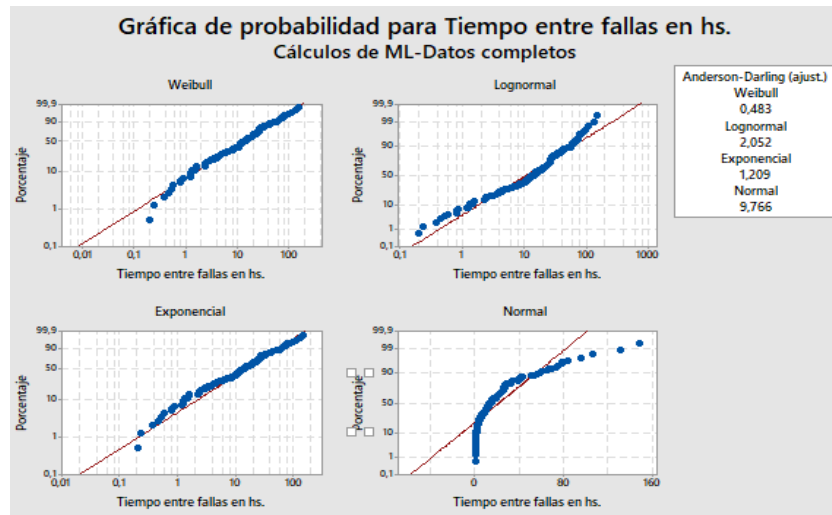 Gráfica de probabilidad para Tiempo entre fallas en hs.
Cálculos de ML-Datos completos
Weibull
99,9
90
50
10
1
0,1
Porcentaje
0,01 0,1 1 10 100
Tiempo entre fallas en hs.
Lognormal
99,9
99
90
50
10
1
0,1
Porcentaje
0,1 1 10 100 1000
Tiempo entre fallas en hs.
Anderson-Darling (ajust.)
Weibull
0,483
Lognormal
2,052
Exponencial
1,209
Normal
9,766
Exponencial
99,9
90
50
10
1
0,1
Porcentaje
0,01 0,1 1 10 100
Tiempo entre fallas en hs.
Normal
99,9
99
90
50
10
1
0,1
Porcentaje
0 80 160
Tiempo entre fallas en hs.